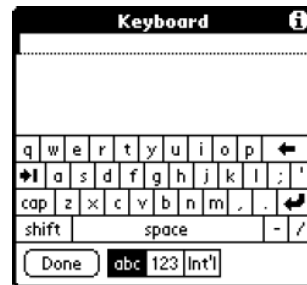 Keyboard i
q w e r t y u i o p ←
→I a s d f g h j k l ; '
cap z x c v b n m , . ↵
shift space - /
Done abc 123 Int'l